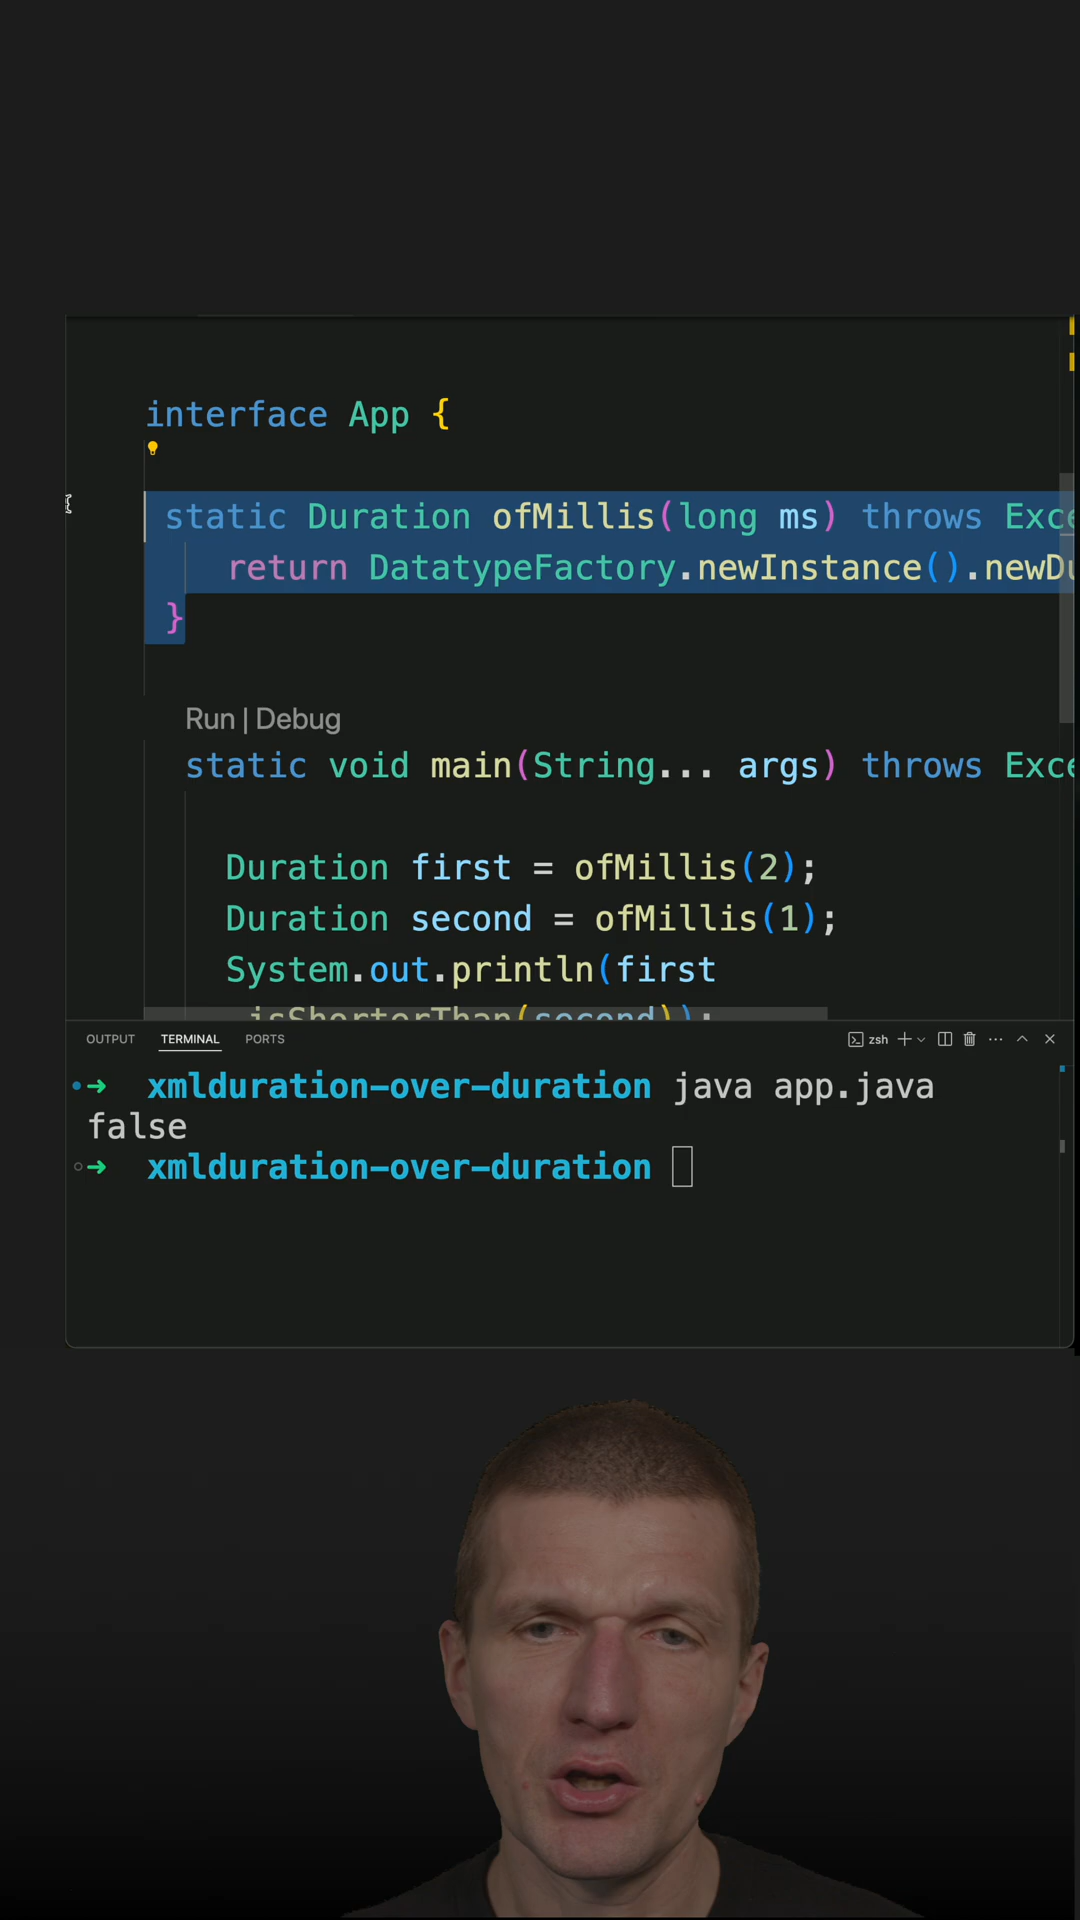 interface App {
static Duration ofMillis(long ms) throws Exce
return DatatypeFactory.newInstance().newDu
}
Run | Debug
static void main(String... args) throws Exce
Duration first = ofMillis(2);
Duration second = ofMillis(1);
System.out.println(first
.isShorterThan(second));
OUTPUT TERMINAL PORTS zsh
➜ xmlduration-over-duration java app.java
false
➜ xmlduration-over-duration